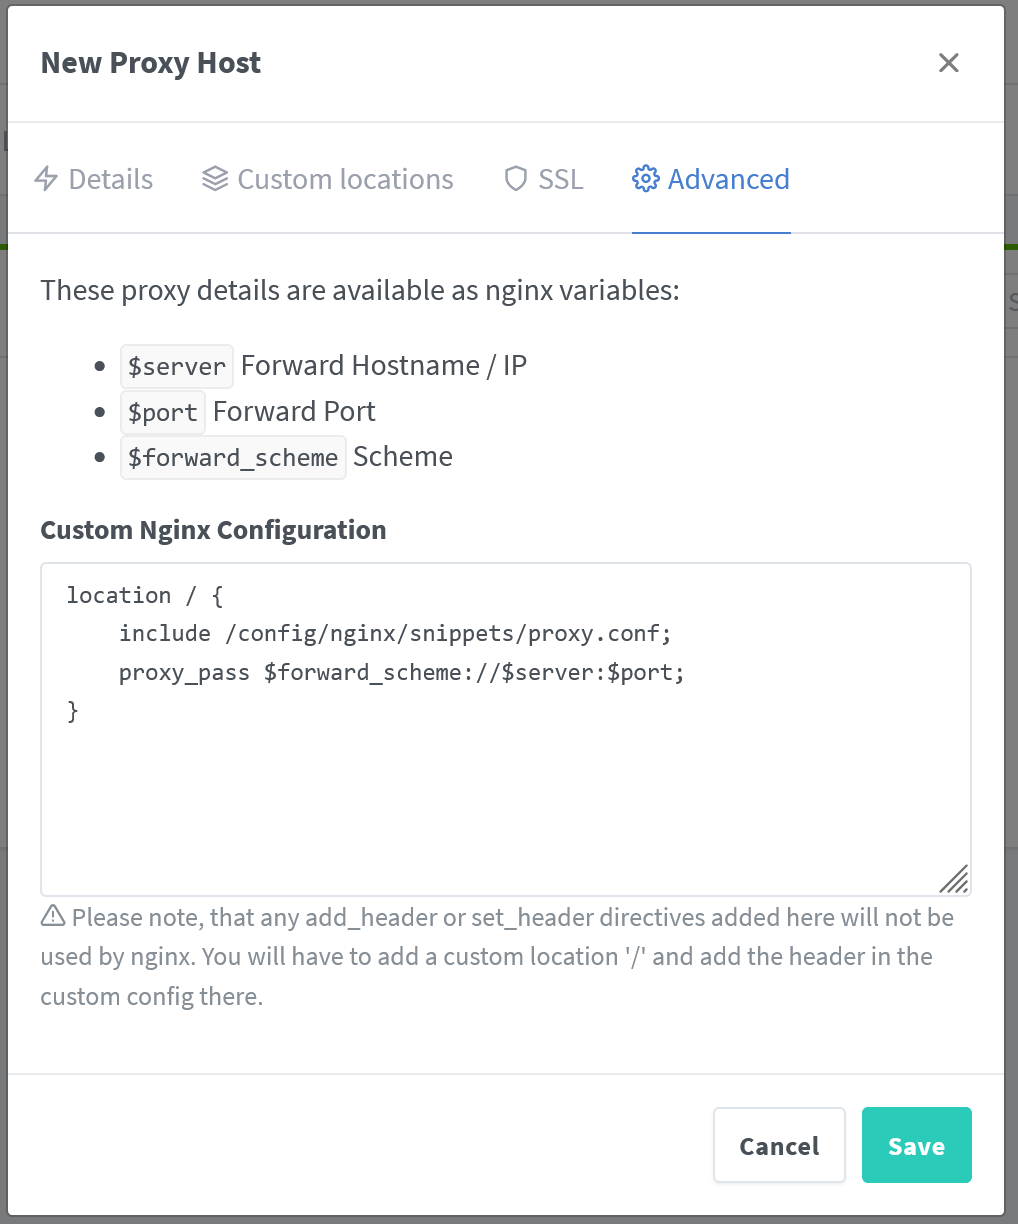 New Proxy Host
Details Custom locations SSL Advanced
These proxy details are available as nginx variables:
$server Forward Hostname / IP
$port Forward Port
$forward_scheme Scheme
Custom Nginx Configuration
location / {
    include /config/nginx/snippets/proxy.conf;
    proxy_pass $forward_scheme://$server:$port;
}
Please note, that any add_header or set_header directives added here will not be
used by nginx. You will have to add a custom location '/' and add the header in the
custom config there.
Cancel Save